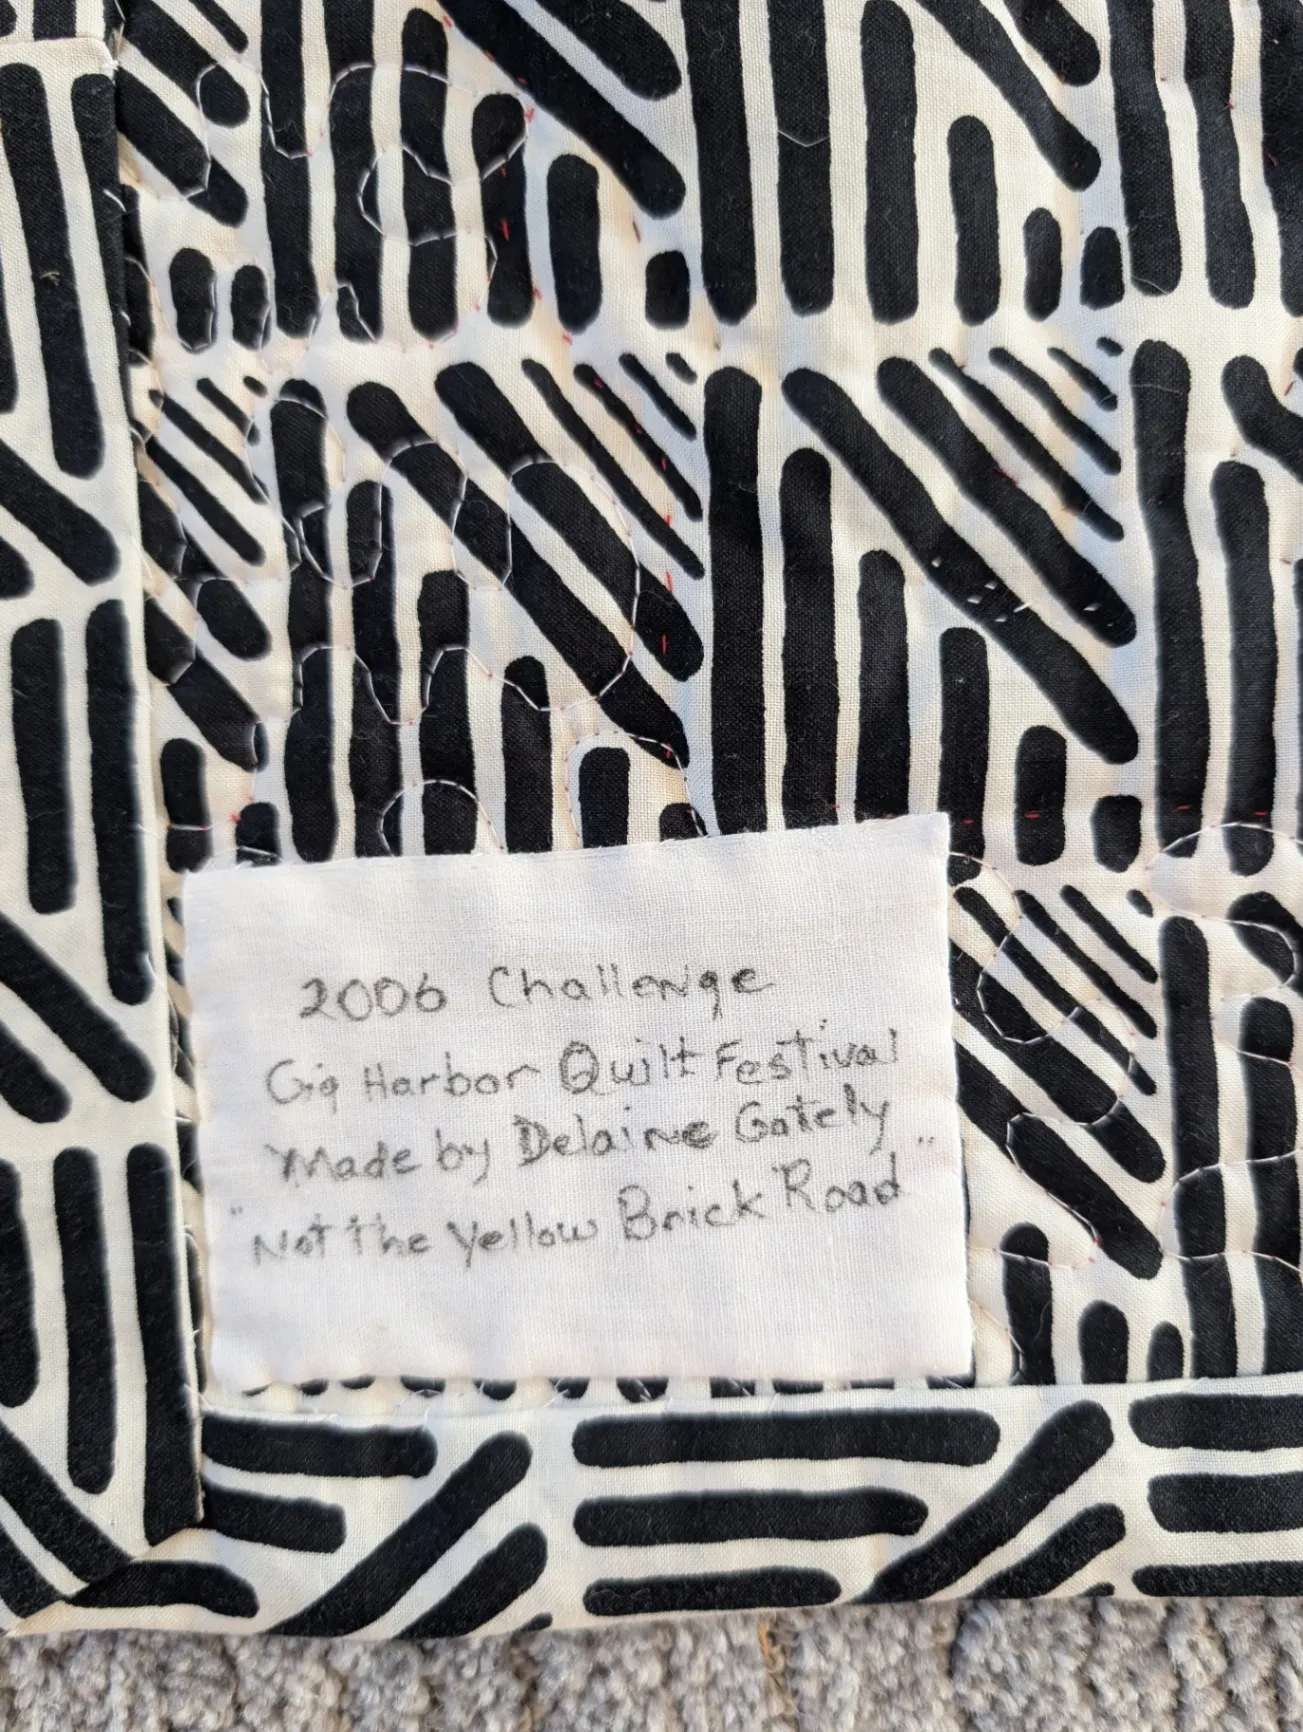 2006 Challenge
Gig Harbor Quilt Festival
Made by Delaine Gately
"Not the Yellow Brick Road"